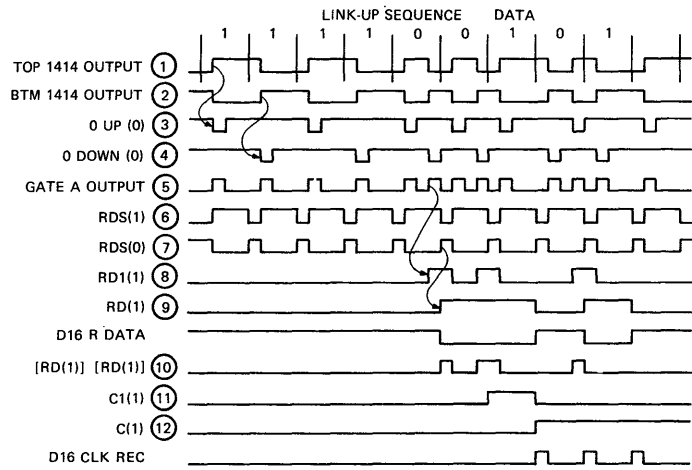 LINK-UP SEQUENCE DATA
1 1 1 1 0 0 1 0 1
TOP 1414 OUTPUT 1
BTM 1414 OUTPUT 2
0 UP (0) 3
0 DOWN (0) 4
GATE A OUTPUT 5
RDS(1) 6
RDS(0) 7
RD1(1) 8
RD(1) 9
D16 R DATA
[RD(1)] [RD(1)] 10
C1(1) 11
C(1) 12
D16 CLK REC